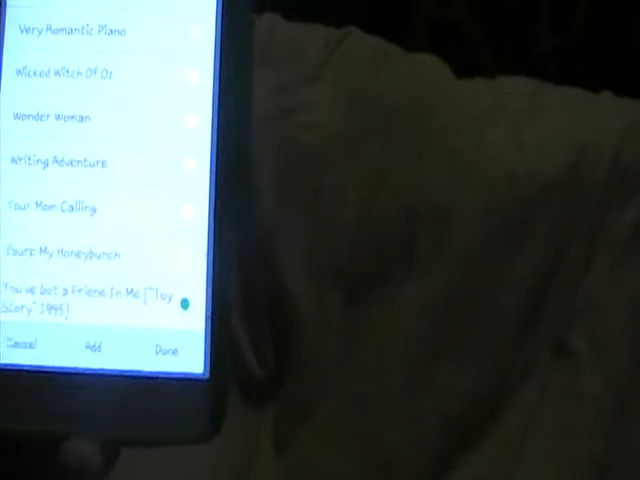 Very Romantic Piano
Wicked Witch Of Oz
Wonder Woman
Writing Adventure
Your Mom Calling
Youre My Honeybunch
You've Got a friend In Me ["Toy
Story" 1995]
Cancel
Add
Done